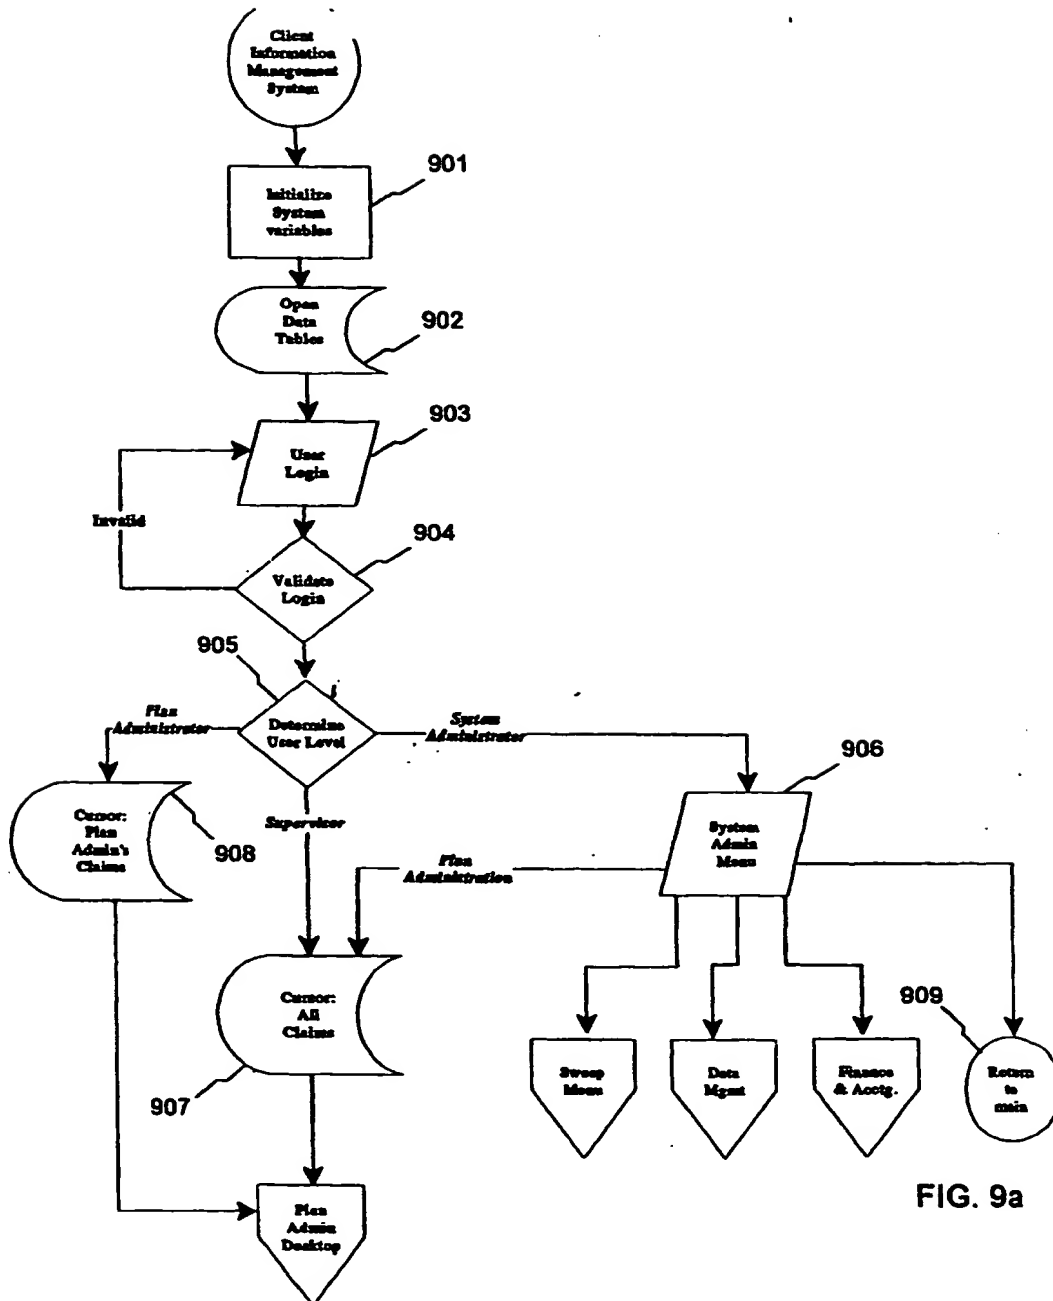 Client
Information
Management
System
901
Initialize
System
variables
Open
Data
Tables
902
903
User
Login
Invalid
904
Validate
Login
905
Plan
Administrator
Determine
User Level
System
Administrator
906
Cursor:
Plan
Admin's
Claims
908
Supervisor
System
Admin
Menu
Plan
Administration
Cursor:
All
Claims
907
909
Sweep
Menu
Data
Mgmt
Finance
& Acctg.
Return
to
main
Plan
Admin
Desktop
FIG. 9a